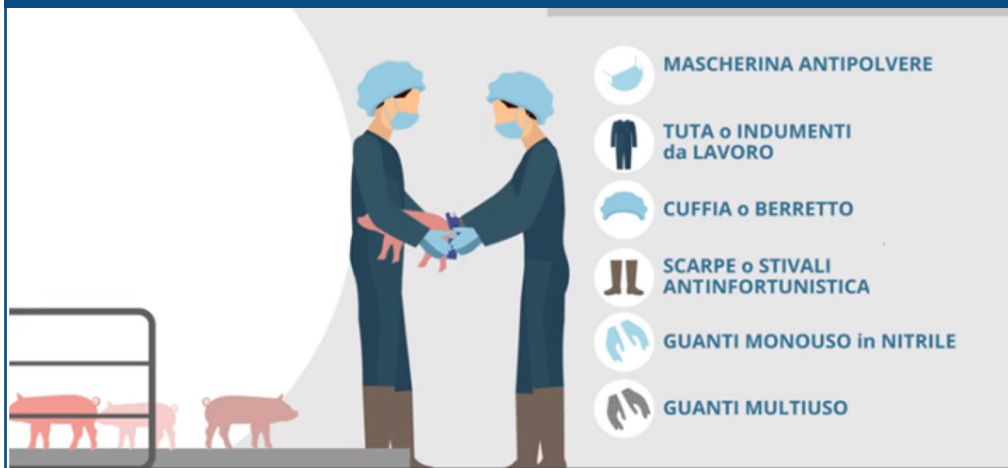 MASCHERINA ANTIPOLVERE
TUTA o INDUMENTI
da LAVORO
CUFFIA o BERRETTO
SCARPE o STIVALI
ANTINFORTUNISTICA
GUANTI MONOUSO in NITRILE
GUANTI MULTIUSO